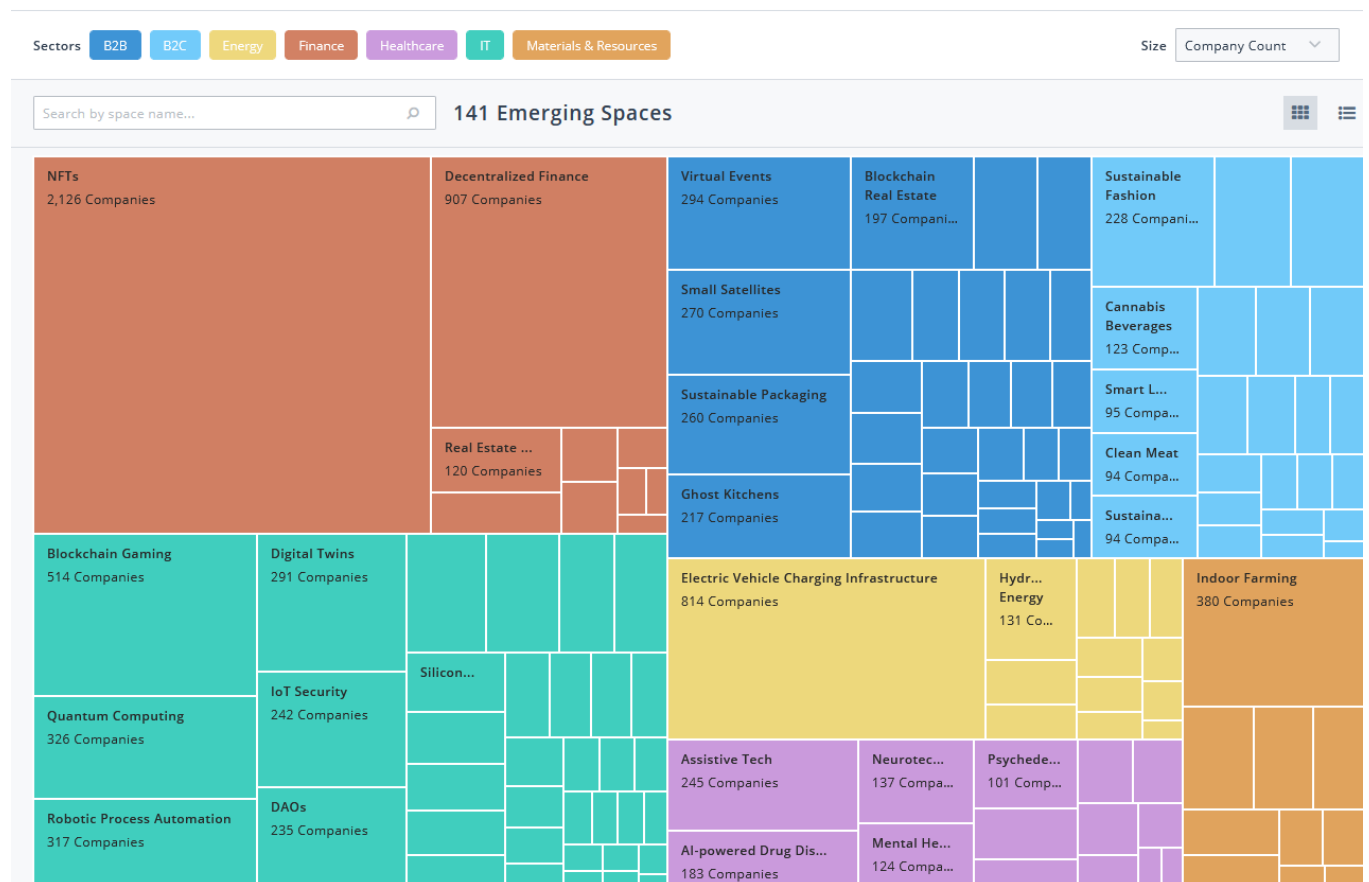 Sectors B2B B2C Energy Finance Healthcare IT Materials & Resources
Size Company Count
Search by space name...
141 Emerging Spaces
NFTs
2,126 Companies
Decentralized Finance
907 Companies
Real Estate ...
120 Companies
Virtual Events
294 Companies
Small Satellites
270 Companies
Sustainable Packaging
260 Companies
Ghost Kitchens
217 Companies
Blockchain
Real Estate
197 Compani...
Sustainable
Fashion
228 Compani...
Cannabis
Beverages
123 Comp...
Smart L...
95 Compa...
Clean Meat
94 Compa...
Sustaina...
94 Compa...
Blockchain Gaming
514 Companies
Quantum Computing
326 Companies
Robotic Process Automation
317 Companies
Digital Twins
291 Companies
IoT Security
242 Companies
DAOs
235 Companies
Silicon...
Electric Vehicle Charging Infrastructure
814 Companies
Hydr...
Energy
131 Co...
Indoor Farming
380 Companies
Assistive Tech
245 Companies
AI-powered Drug Dis...
183 Companies
Neurotec...
137 Compa...
Mental He...
124 Compa...
Psychede...
101 Comp...